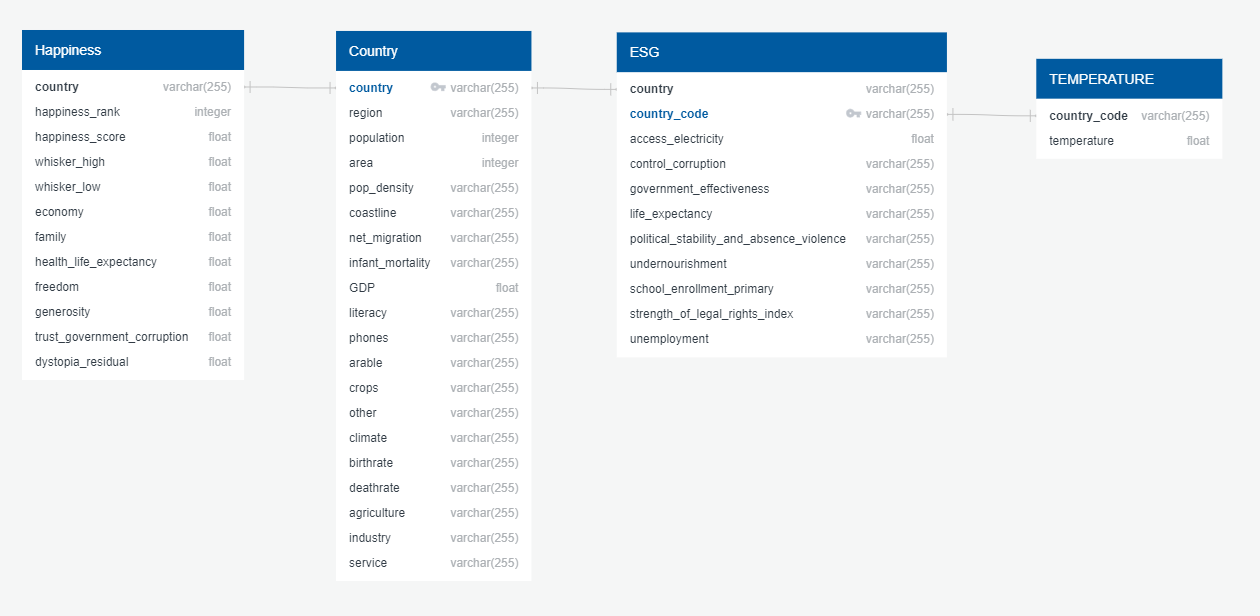 Happiness
country varchar(255)
happiness_rank integer
happiness_score float
whisker_high float
whisker_low float
economy float
family float
health_life_expectancy float
freedom float
generosity float
trust_government_corruption float
dystopia_residual float
Country
country varchar(255)
region varchar(255)
population integer
area integer
pop_density varchar(255)
coastline varchar(255)
net_migration varchar(255)
infant_mortality varchar(255)
GDP float
literacy varchar(255)
phones varchar(255)
arable varchar(255)
crops varchar(255)
other varchar(255)
climate varchar(255)
birthrate varchar(255)
deathrate varchar(255)
agriculture varchar(255)
industry varchar(255)
service varchar(255)
ESG
country varchar(255)
country_code varchar(255)
access_electricity float
control_corruption varchar(255)
government_effectiveness varchar(255)
life_expectancy varchar(255)
political_stability_and_absence_violence varchar(255)
undernourishment varchar(255)
school_enrollment_primary varchar(255)
strength_of_legal_rights_index varchar(255)
unemployment varchar(255)
TEMPERATURE
country_code varchar(255)
temperature float